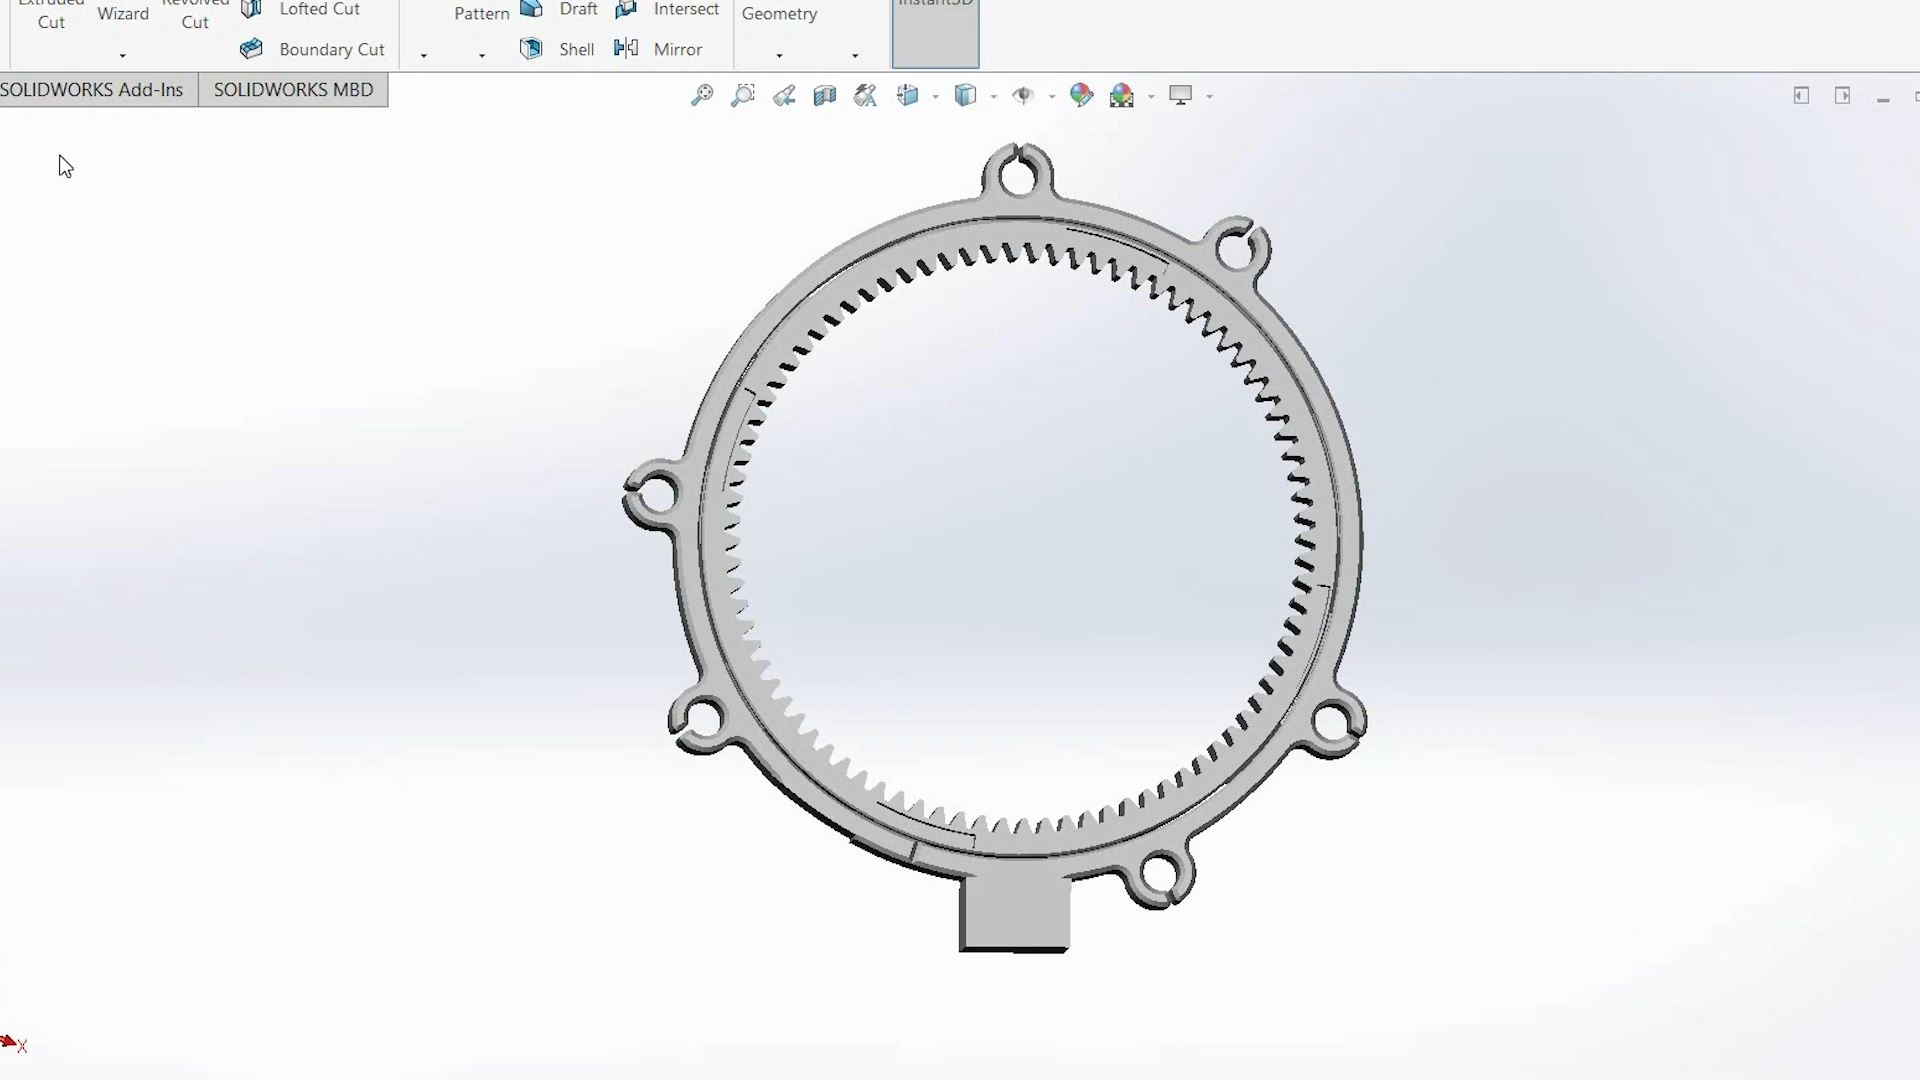 Extruded
Cut
Wizard
Revolved
Cut
Lofted Cut
Boundary Cut
Pattern
Draft
Shell
Intersect
Mirror
Geometry
Instant3D
SOLIDWORKS Add-Ins
SOLIDWORKS MBD
X